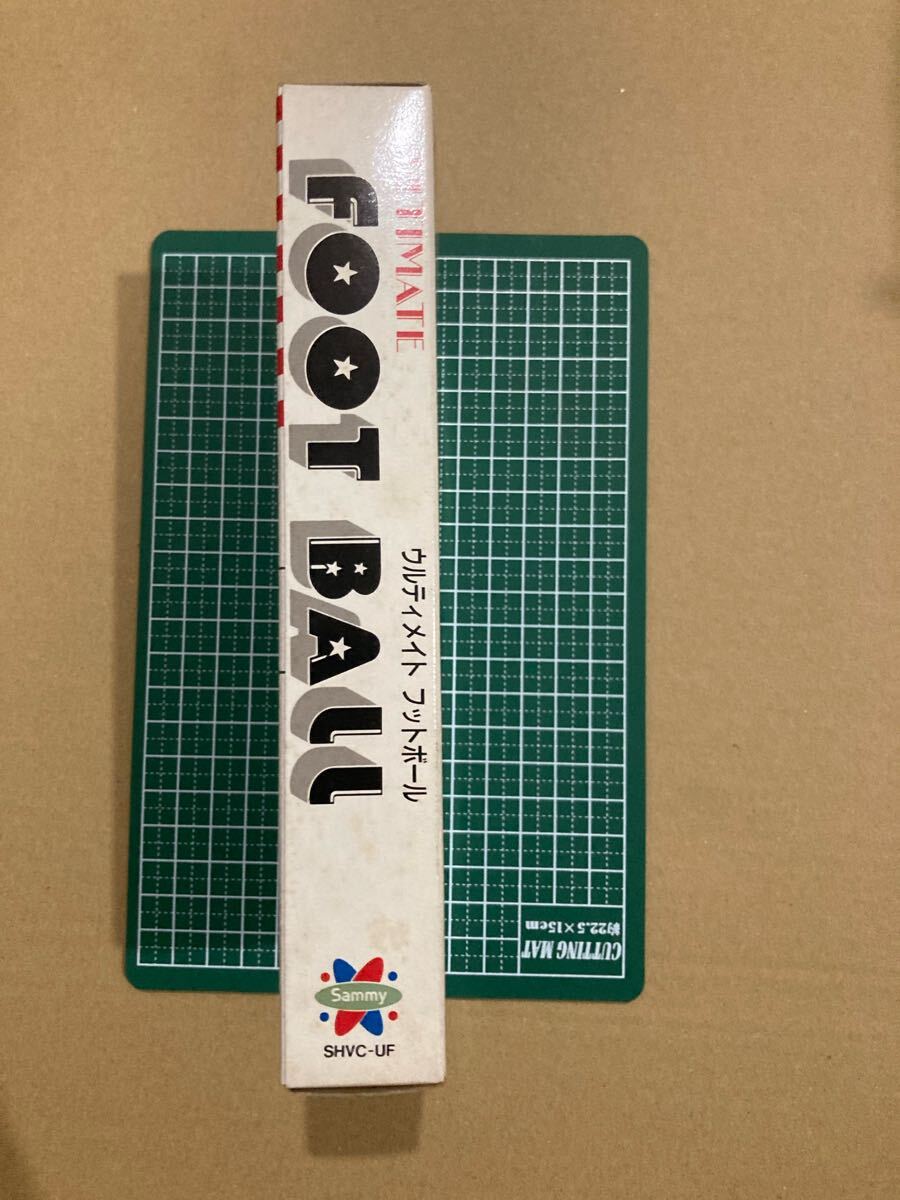 ULTIMATE
FOOT BALL
ウルティメイト フットボール
Sammy
SHVC-UF
CUTTING MAT
約22.5×15cm